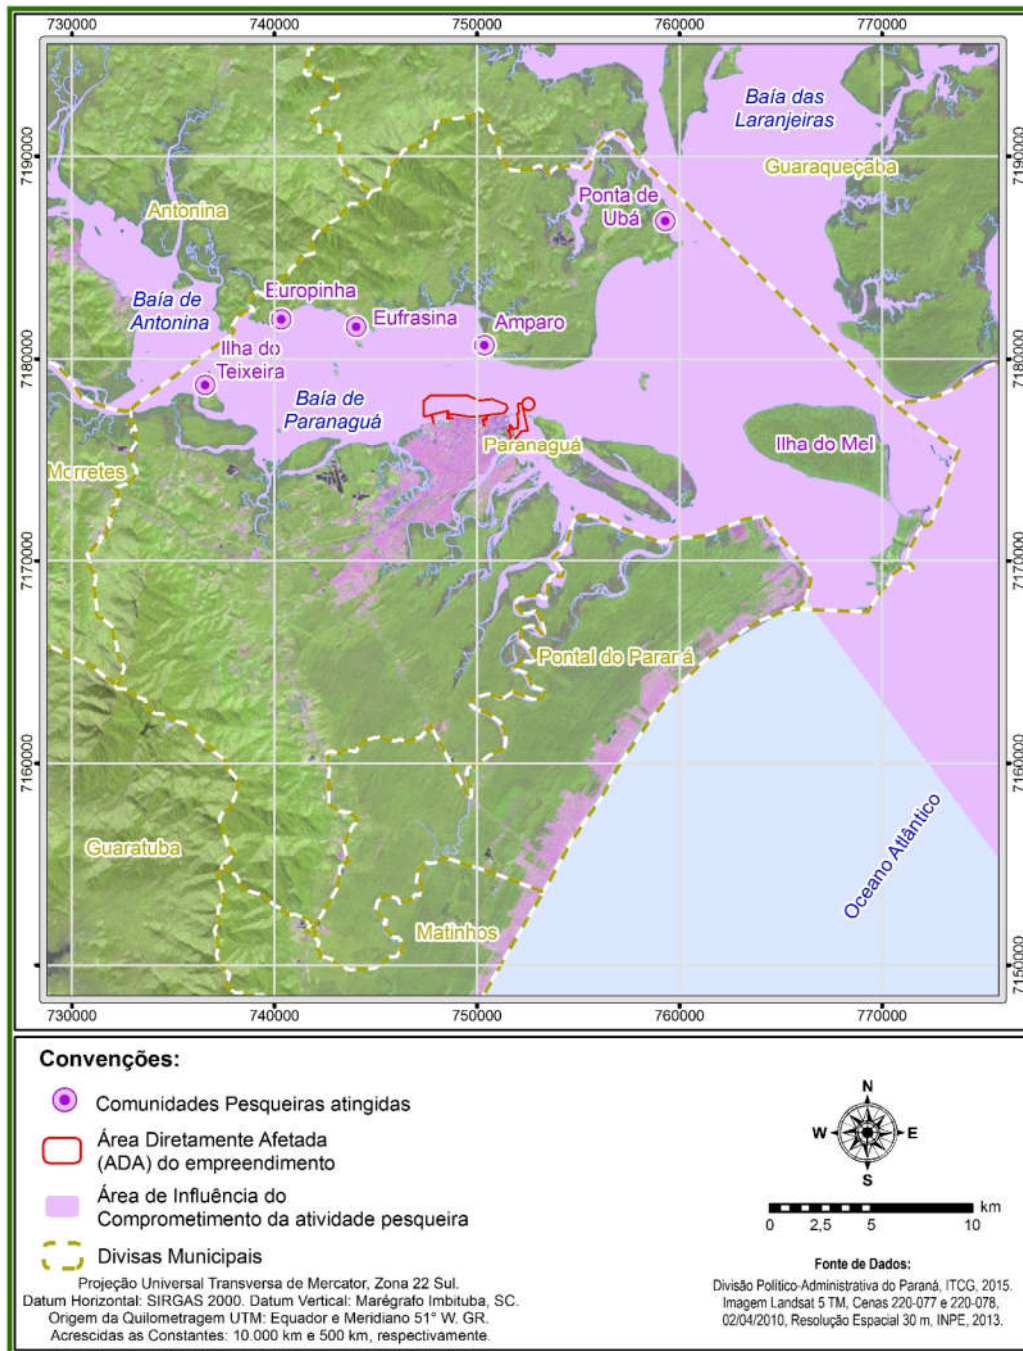 730000
740000
750000
760000
770000
7190000
7180000
7170000
7160000
7150000
Baía das
Laranjeiras
Guaraqueçaba
Ponta de
Ubá
Antonina
Europinha
Baía de
Antonina
Eufrasina
Amparo
Ilha do
Teixeira
Baía de
Paranaguá
Paranaguá
Ilha do Mel
Morretes
Pontal do Paraná
Guaratuba
Matinhos
Oceano Atlântico
7190000
7180000
7170000
7160000
7150000
730000
740000
750000
760000
770000
Convenções:
Comunidades Pesqueiras atingidas
Área Diretamente Afetada
(ADA) do empreendimento
Área de Influência do
Comprometimento da atividade pesqueira
Divisas Municipais
Projeção Universal Transversa de Mercator, Zona 22 Sul.
Datum Horizontal: SIRGAS 2000. Datum Vertical: Marégrafo Imbituba, SC.
Origem da Quilometragem UTM: Equador e Meridiano 51° W. GR.
Acrescidas as Constantes: 10.000 km e 500 km, respectivamente.
N
W
E
S
km
0
2,5
5
10
Fonte de Dados:
Divisão Político-Administrativa do Paraná, ITCG, 2015.
Imagem Landsat 5 TM, Cenas 220-077 e 220-078,
02/04/2010, Resolução Espacial 30 m, INPE, 2013.